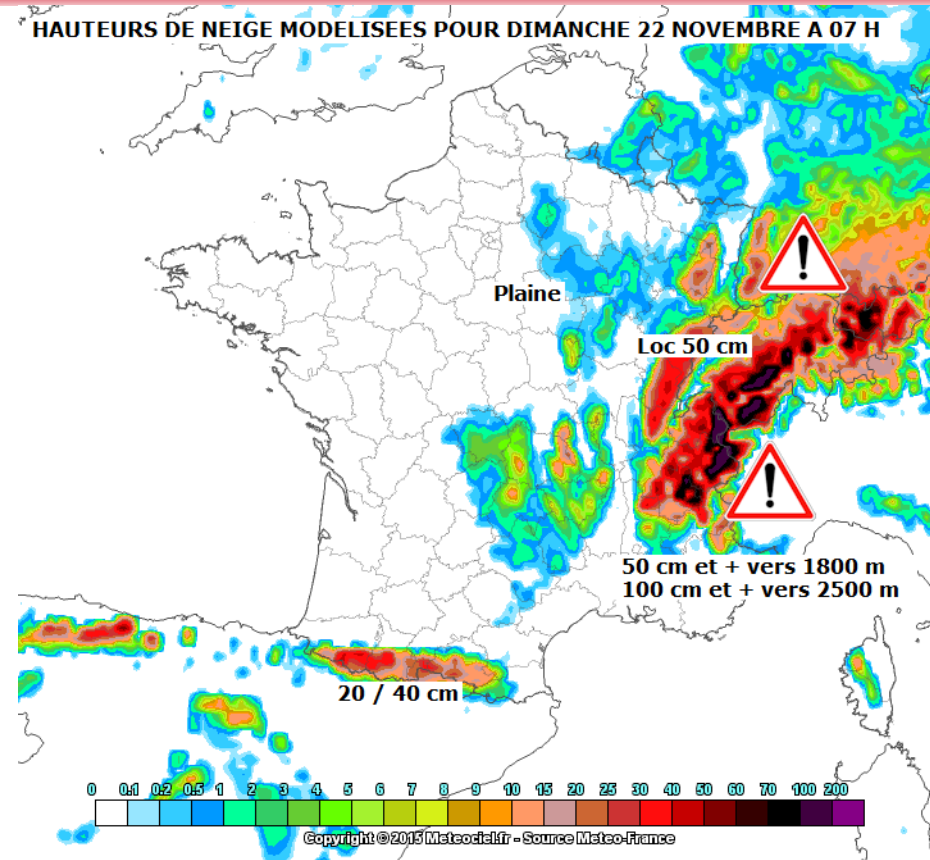 HAUTEURS DE NEIGE MODELISEES POUR DIMANCHE 22 NOVEMBRE A 07 H
Plaine
Loc 50 cm
50 cm et + vers 1800 m
100 cm et + vers 2500 m
20 / 40 cm
0 0.1 0.2 0.5 1 2 3 4 5 6 7 8 9 10 15 20 25 30 40 50 60 70 100 200
Copyright © 2015 Meteociel.fr - Source Meteo-France